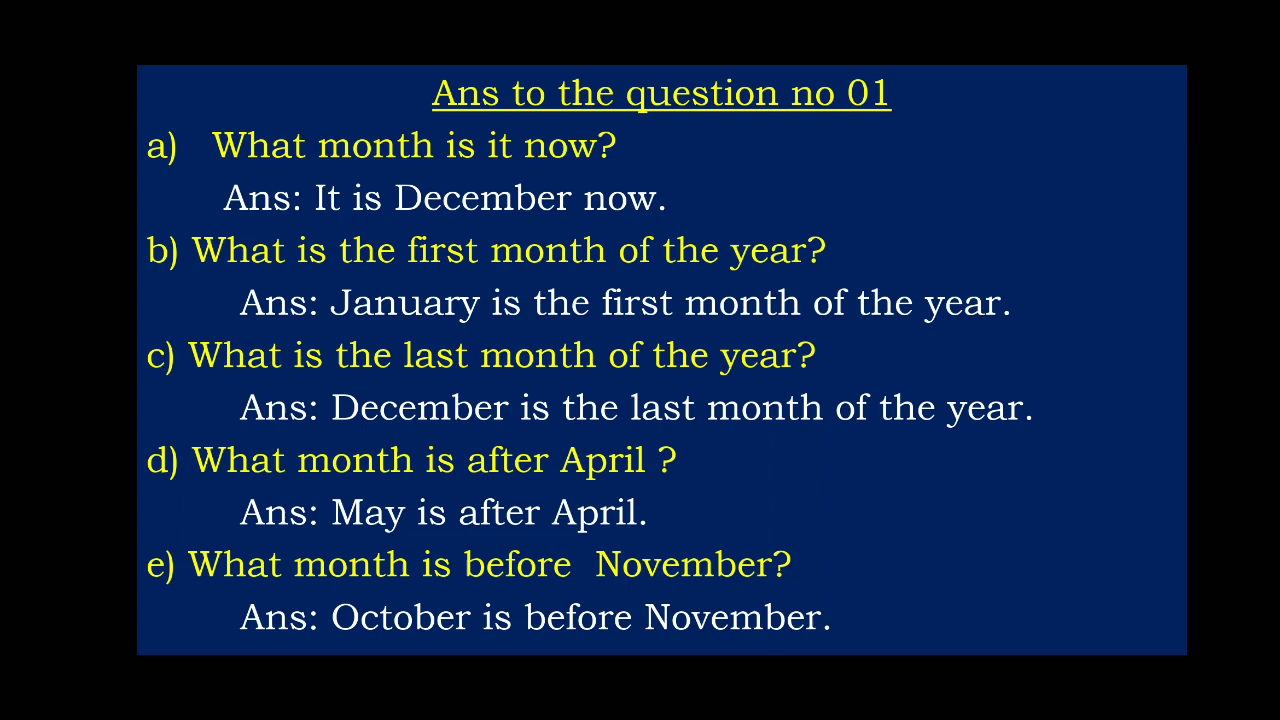 Ans to the question no 01
a) What month is it now?
Ans: It is December now.
b) What is the first month of the year?
Ans: January is the first month of the year.
c) What is the last month of the year?
Ans: December is the last month of the year.
d) What month is after April ?
Ans: May is after April.
e) What month is before  November?
Ans: October is before November.